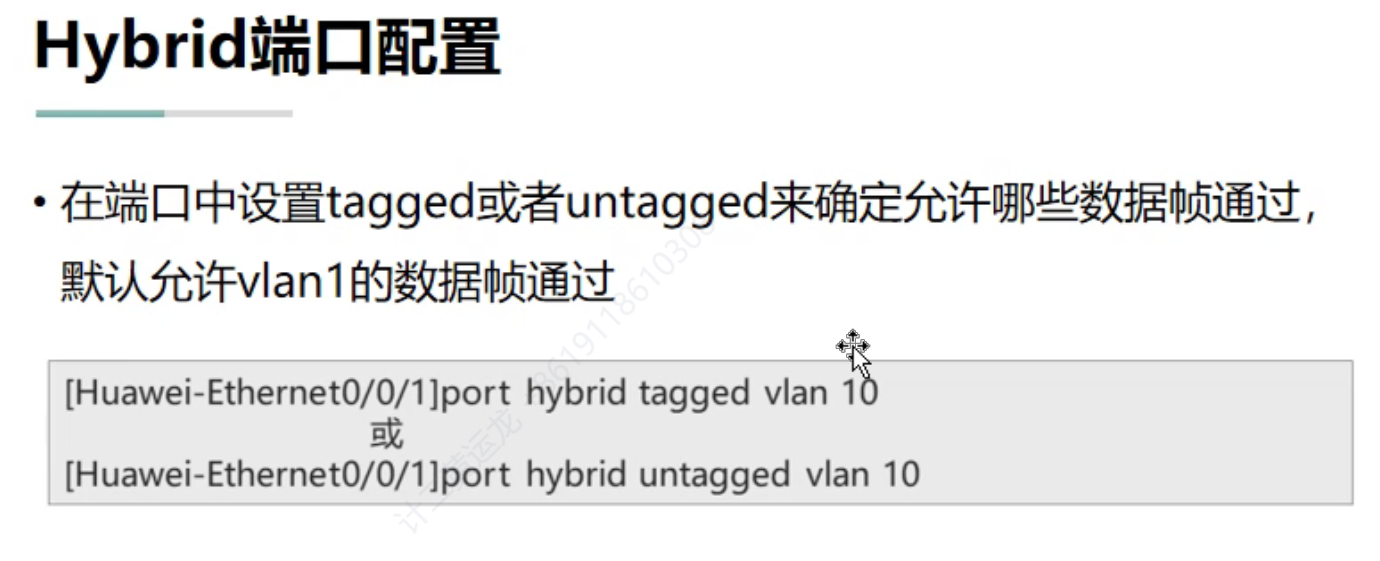 Hybrid端口配置
• 在端口中设置tagged或者untagged来确定允许哪些数据帧通过，
默认允许vlan1的数据帧通过
[Huawei-Ethernet0/0/1]port hybrid tagged vlan 10
或
[Huawei-Ethernet0/0/1]port hybrid untagged vlan 10